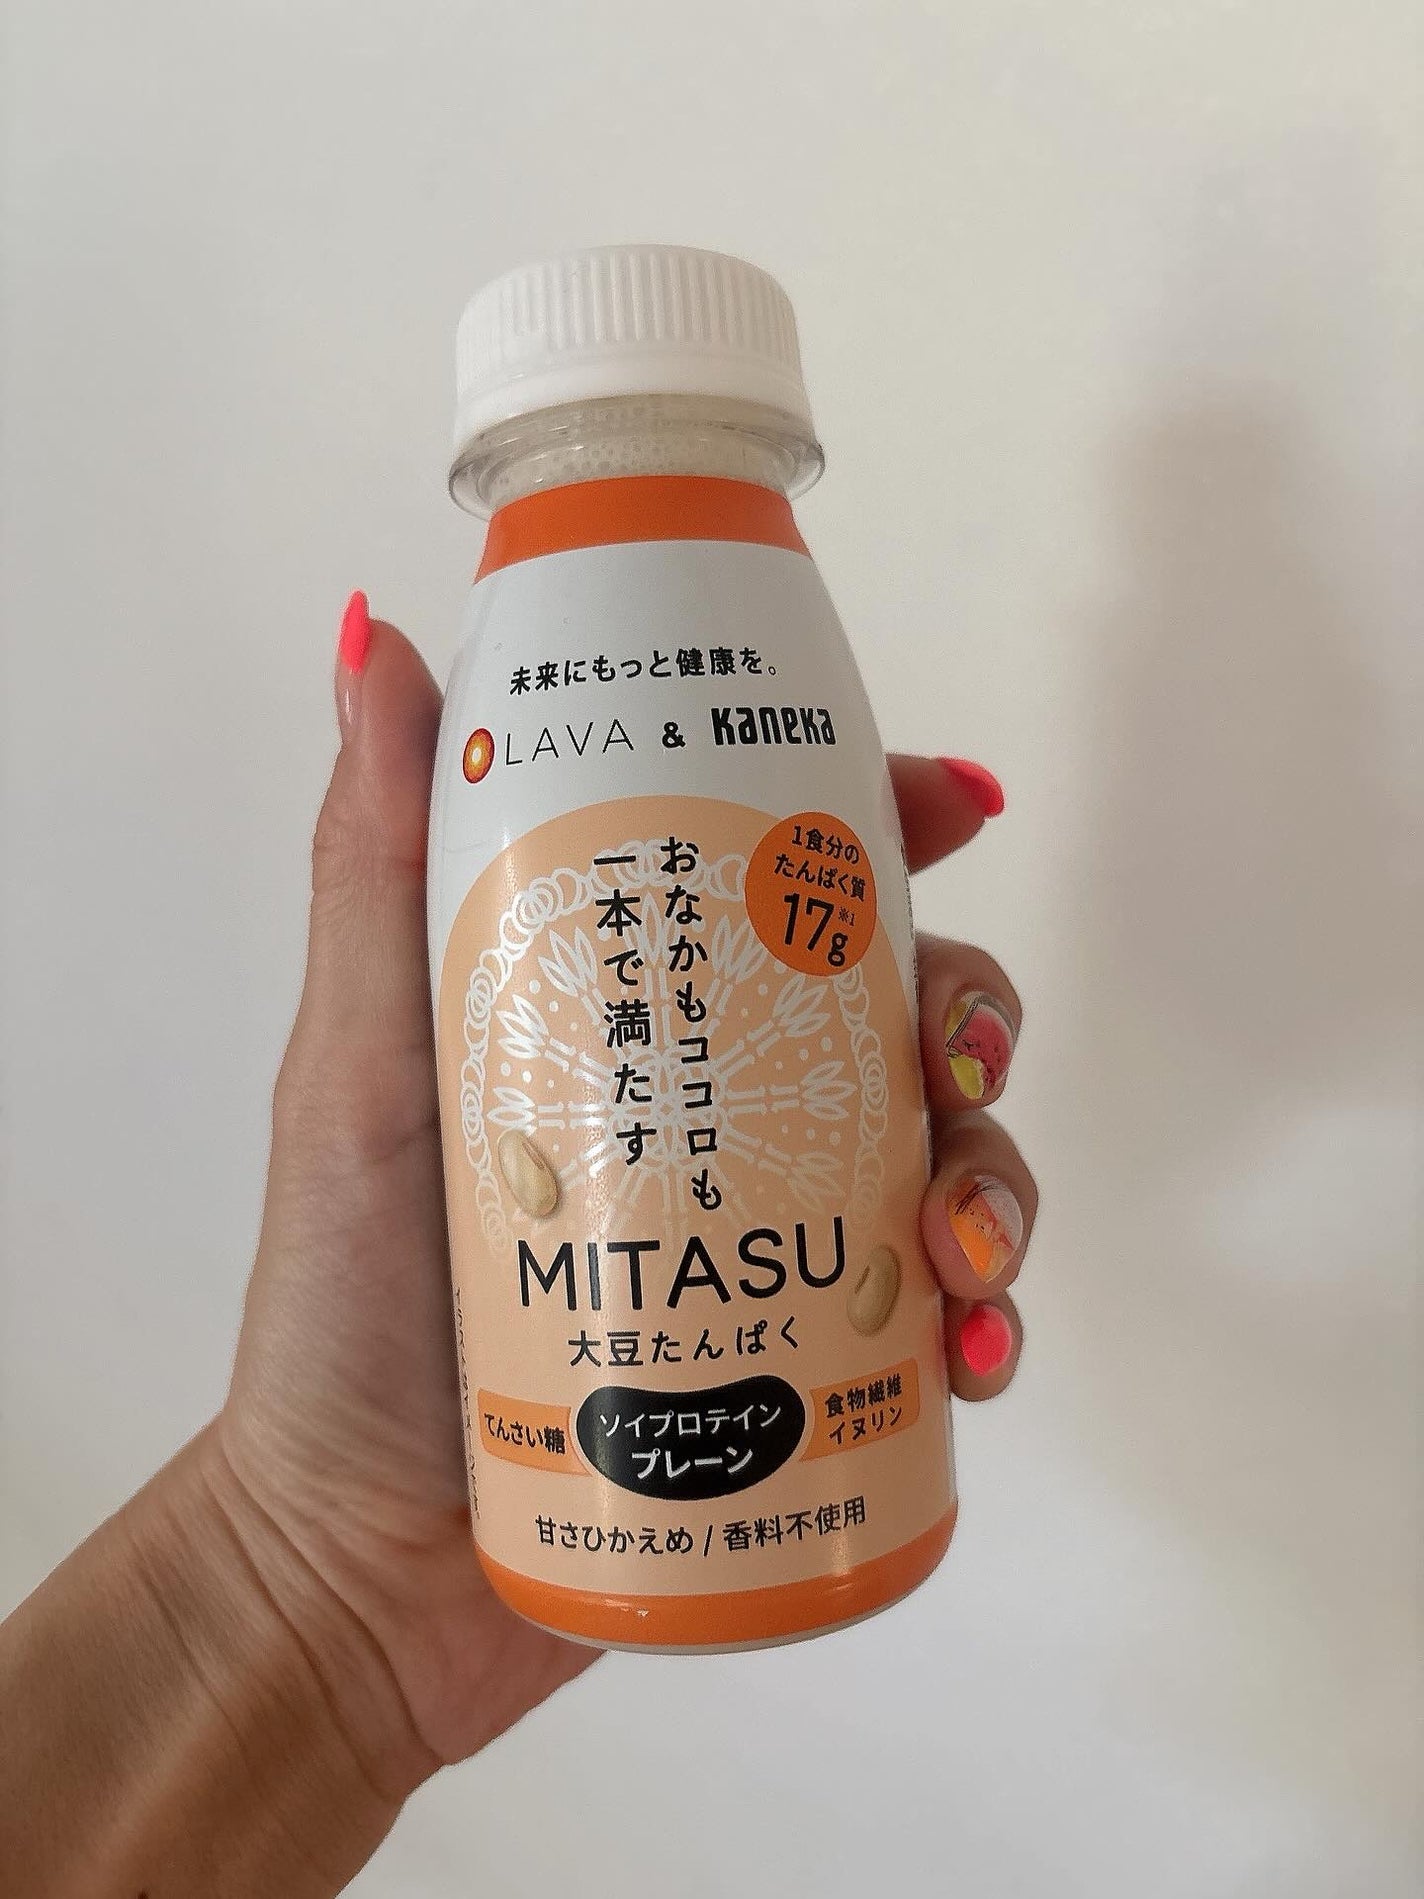 未来にもっと健康を。
LAVA & Kaneka
1食分の
たんぱく質
17g※1
おなかもココロも
一本で満たす
MITASU
大豆たんぱく
てんさい糖
ソイプロテイン
プレーン
食物繊維
イヌリン
甘さひかえめ / 香料不使用